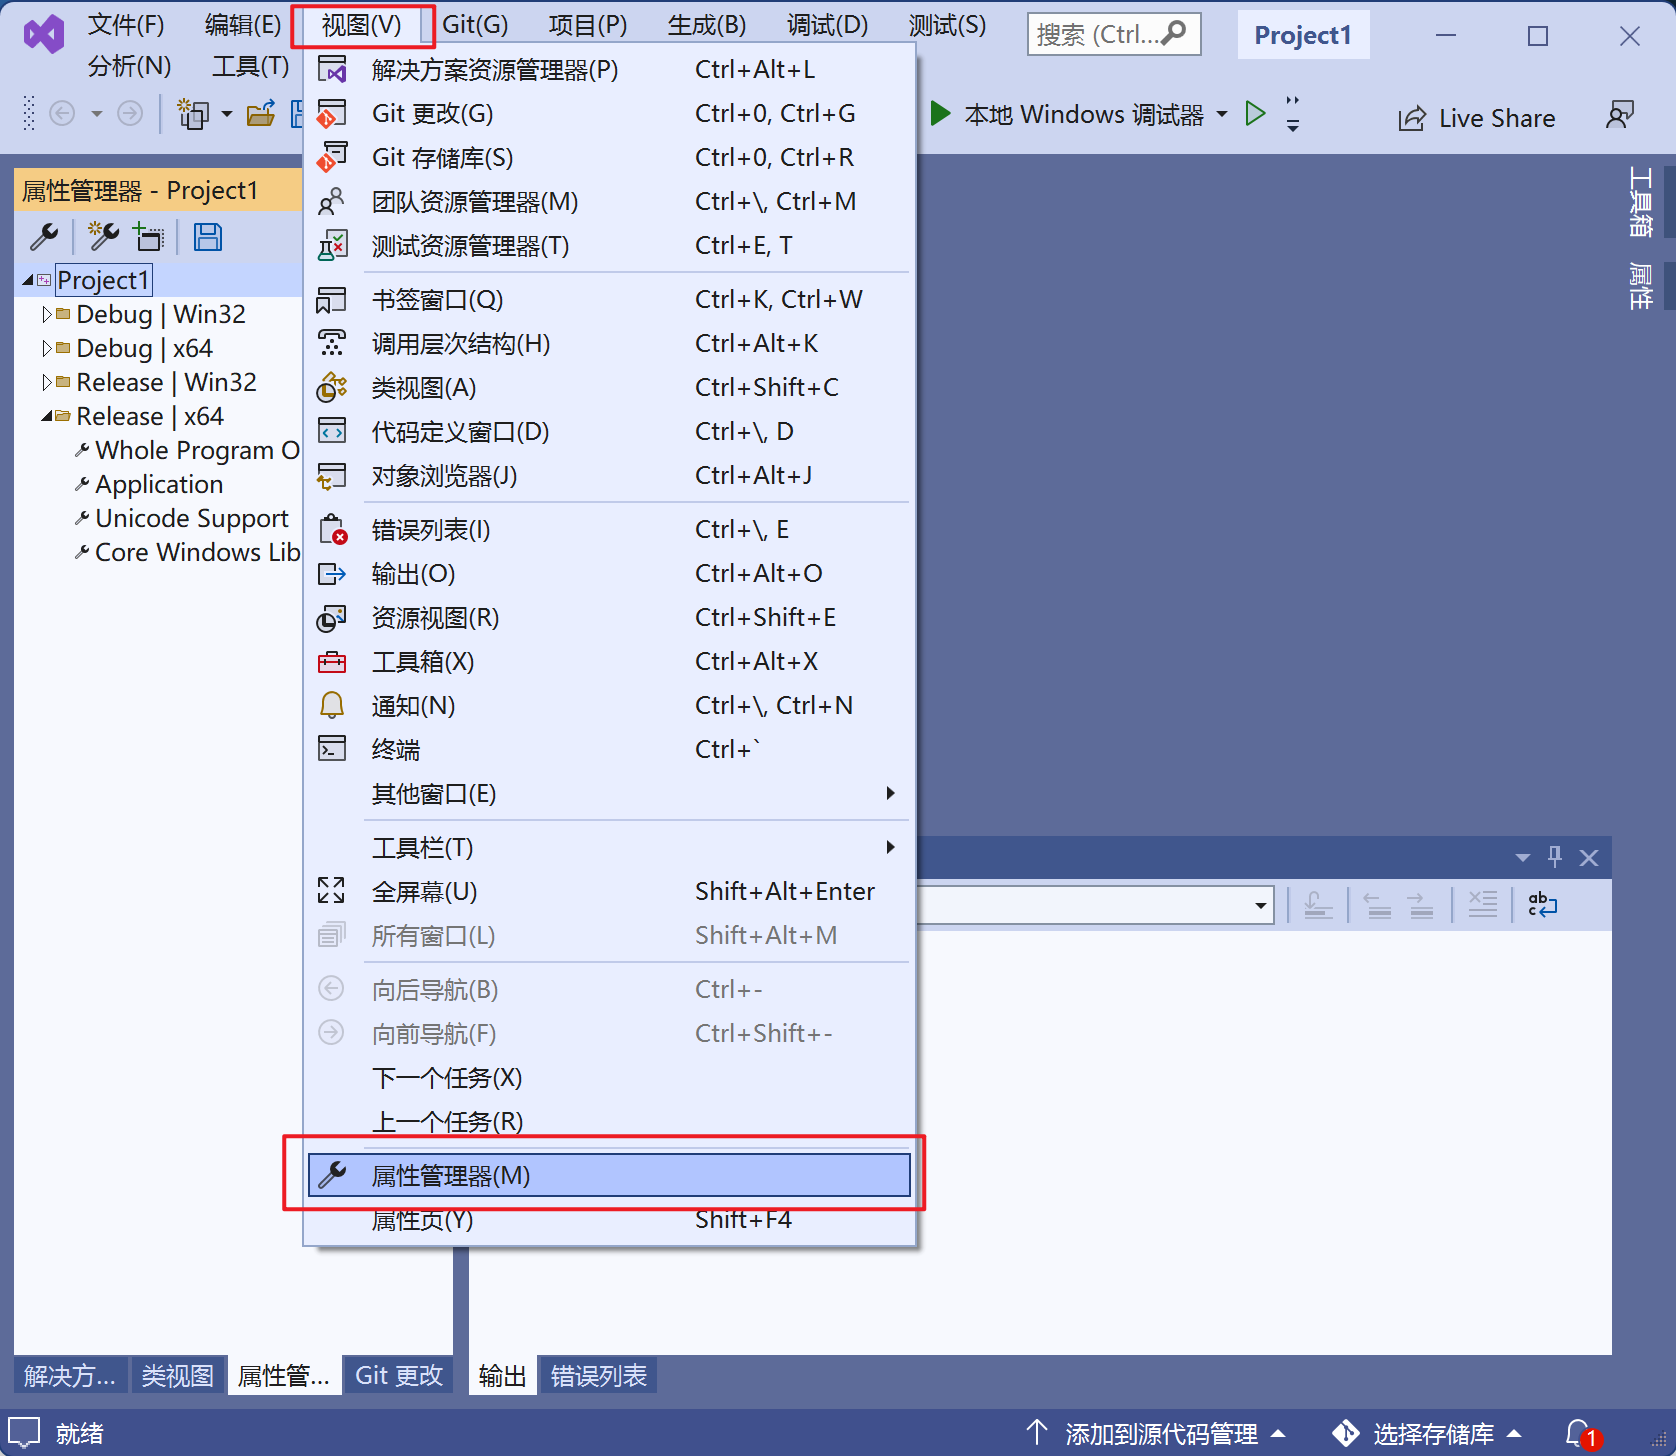 文件(F) 编辑(E) 视图(V) Git(G) 项目(P) 生成(B) 调试(D) 测试(S)
分析(N) 工具(T)
搜索 (Ctrl...
Project1
本地 Windows 调试器
Live Share
属性管理器 - Project1
Project1
Debug | Win32
Debug | x64
Release | Win32
Release | x64
Whole Program O
Application
Unicode Support
Core Windows Lib
解决方案资源管理器(P) Ctrl+Alt+L
Git 更改(G) Ctrl+0, Ctrl+G
Git 存储库(S) Ctrl+0, Ctrl+R
团队资源管理器(M) Ctrl+\, Ctrl+M
测试资源管理器(T) Ctrl+E, T
书签窗口(Q) Ctrl+K, Ctrl+W
调用层次结构(H) Ctrl+Alt+K
类视图(A) Ctrl+Shift+C
代码定义窗口(D) Ctrl+\, D
对象浏览器(J) Ctrl+Alt+J
错误列表(I) Ctrl+\, E
输出(O) Ctrl+Alt+O
资源视图(R) Ctrl+Shift+E
工具箱(X) Ctrl+Alt+X
通知(N) Ctrl+\, Ctrl+N
终端 Ctrl+`
其他窗口(E)
工具栏(T)
全屏幕(U) Shift+Alt+Enter
所有窗口(L) Shift+Alt+M
向后导航(B) Ctrl+-
向前导航(F) Ctrl+Shift+-
下一个任务(X)
上一个任务(R)
属性管理器(M)
属性页(Y) Shift+F4
工具箱
属性
解决方... 类视图 属性管... Git 更改
输出 错误列表
就绪
添加到源代码管理
选择存储库
1